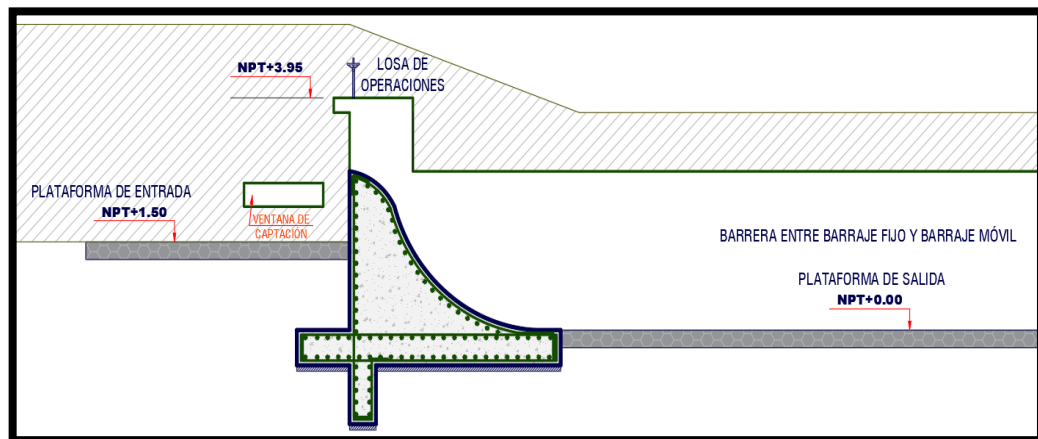 NPT+3.95
LOSA DE
OPERACIONES
PLATAFORMA DE ENTRADA
NPT+1.50
VENTANA DE
CAPTACIÓN
BARRERA ENTRE BARRAJE FIJO Y BARRAJE MÓVIL
PLATAFORMA DE SALIDA
NPT+0.00